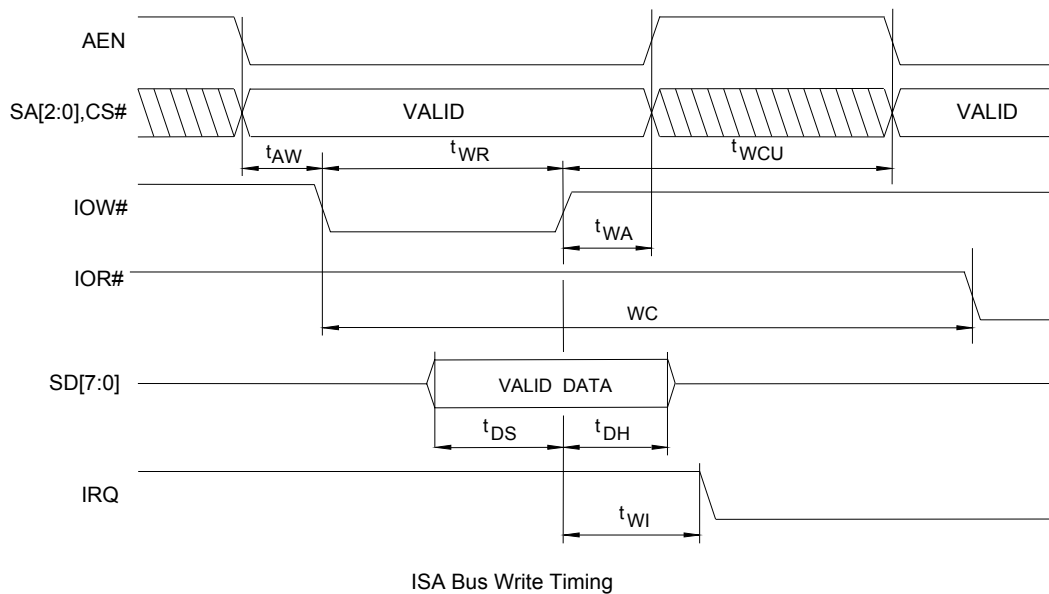 AEN
SA[2:0],CS#
VALID
VALID
tAW
tWR
tWCU
IOW#
tWA
IOR#
WC
SD[7:0]
VALID DATA
tDS
tDH
IRQ
tWI
ISA Bus Write Timing